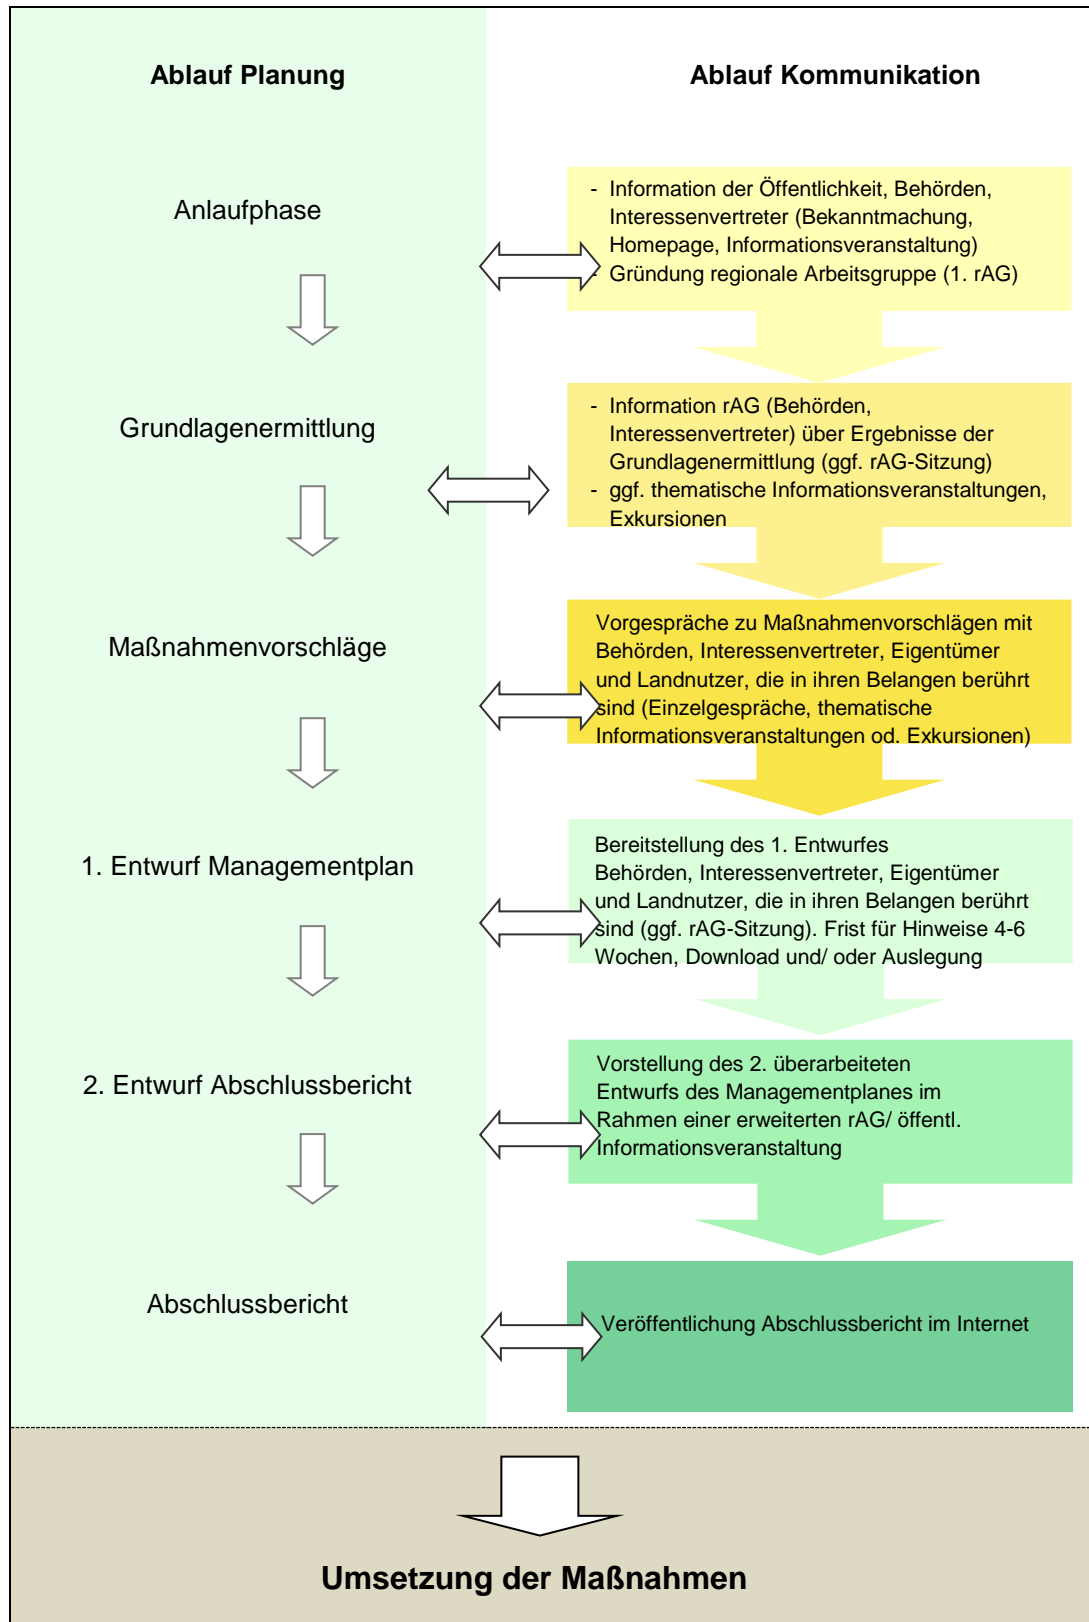 Ablauf Planung
Ablauf Kommunikation
Anlaufphase
- Information der Öffentlichkeit, Behörden,
Interessenvertreter (Bekanntmachung,
Homepage, Informationsveranstaltung)
- Gründung regionale Arbeitsgruppe (1. rAG)
Grundlagenermittlung
- Information rAG (Behörden,
Interessenvertreter) über Ergebnisse der
Grundlagenermittlung (ggf. rAG-Sitzung)
- ggf. thematische Informationsveranstaltungen,
Exkursionen
Maßnahmenvorschläge
Vorgespräche zu Maßnahmenvorschlägen mit
Behörden, Interessenvertreter, Eigentümer
und Landnutzer, die in ihren Belangen berührt
sind (Einzelgespräche, thematische
Informationsveranstaltungen od. Exkursionen)
1. Entwurf Managementplan
Bereitstellung des 1. Entwurfes
Behörden, Interessenvertreter, Eigentümer
und Landnutzer, die in ihren Belangen berührt
sind (ggf. rAG-Sitzung). Frist für Hinweise 4-6
Wochen, Download und/ oder Auslegung
2. Entwurf Abschlussbericht
Vorstellung des 2. überarbeiteten
Entwurfs des Managementplanes im
Rahmen einer erweiterten rAG/ öffentl.
Informationsveranstaltung
Abschlussbericht
Veröffentlichung Abschlussbericht im Internet
Umsetzung der Maßnahmen